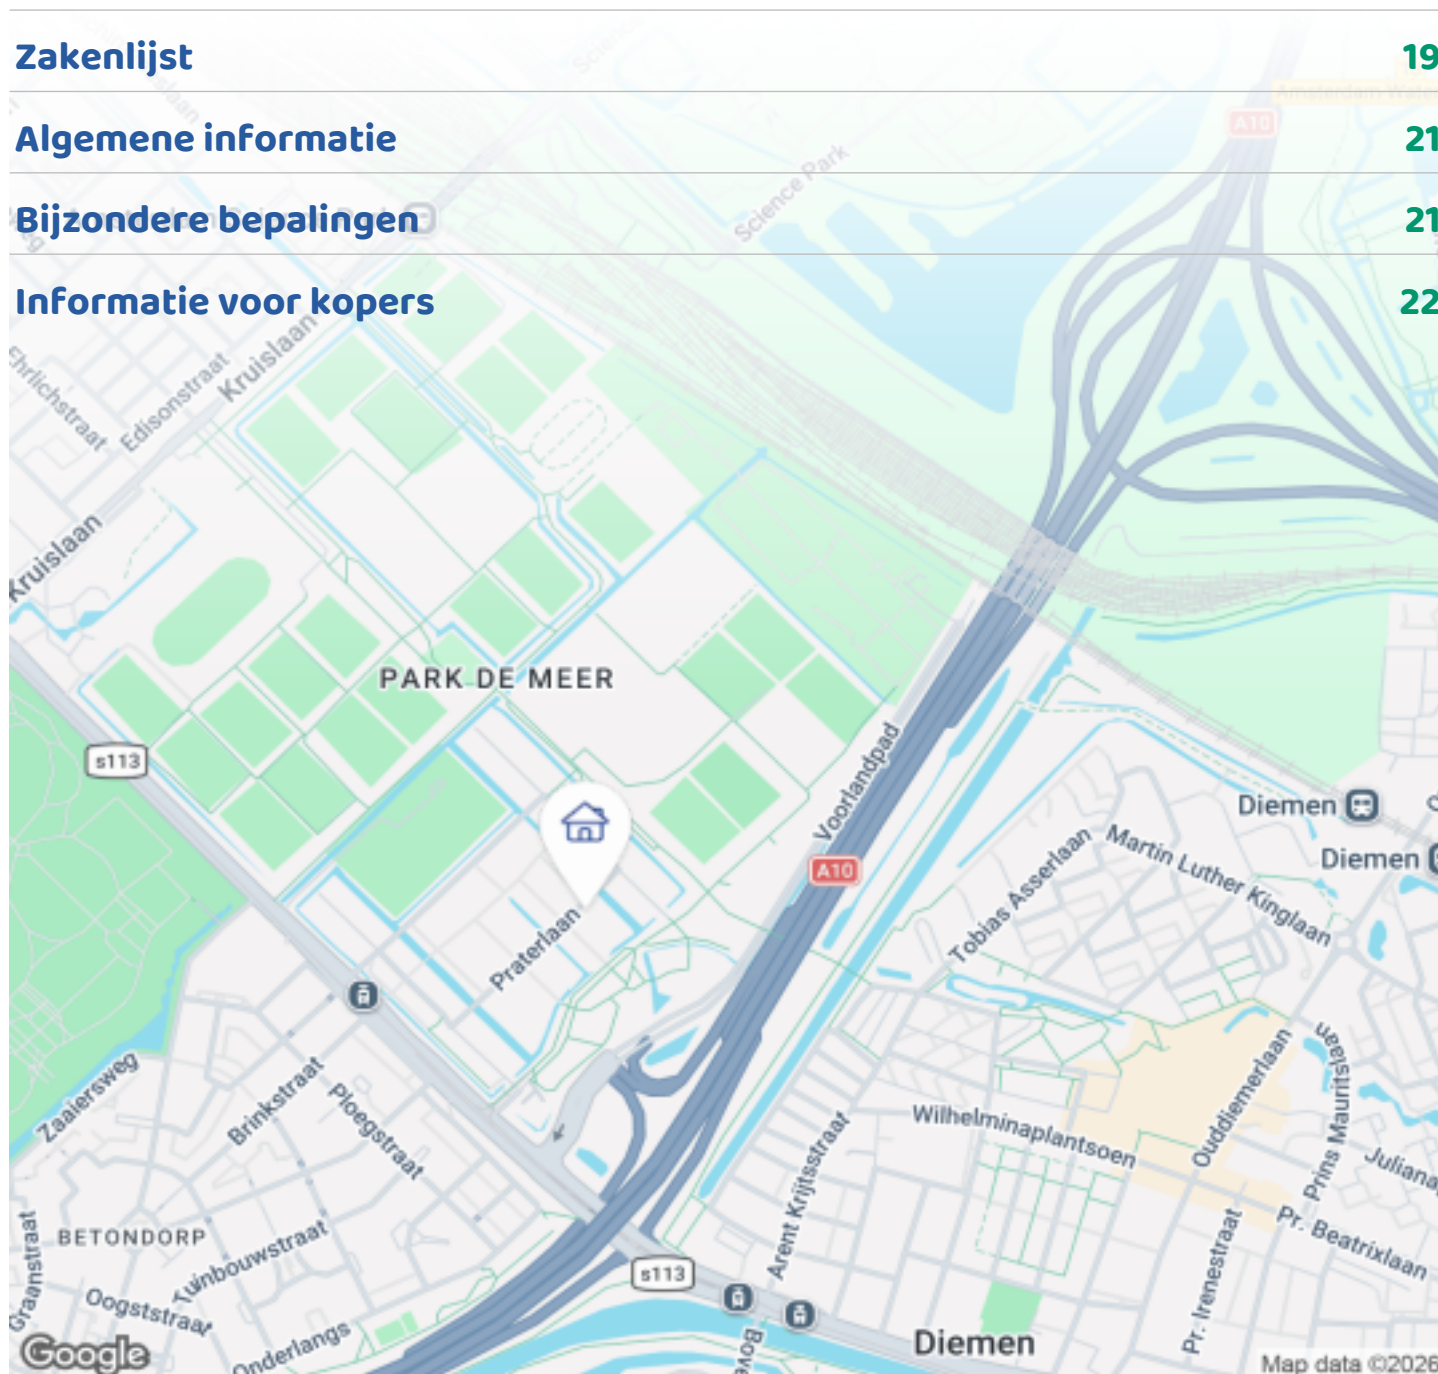 Zakenlijst 19
Algemene informatie 21
Bijzondere bepalingen 21
Informatie voor kopers 22
A10
Science Park
Kruislaan
Edisonstraat
Ehrlichstraat
Kruislaan
PARK DE MEER
s113
Voorlandpad
A10
Diemen
Diemen
Martin Luther Kinglaan
Tobias Asserlaan
Praterlaan
Zaaiersweg
Brinkstraat
Ploegstraat
Wilhelminaplantsoen
Ouddiemerlaan
Prins Mauritslaan
Juliana
Arent Krijtsstraat
Pr. Beatrixlaan
Pr. Irenestraat
BETONDORP
Tuinbouwstraat
Graanstraat
Oogststraat
Onderlangs
s113
Diemen
Bove
Google
Map data ©2026